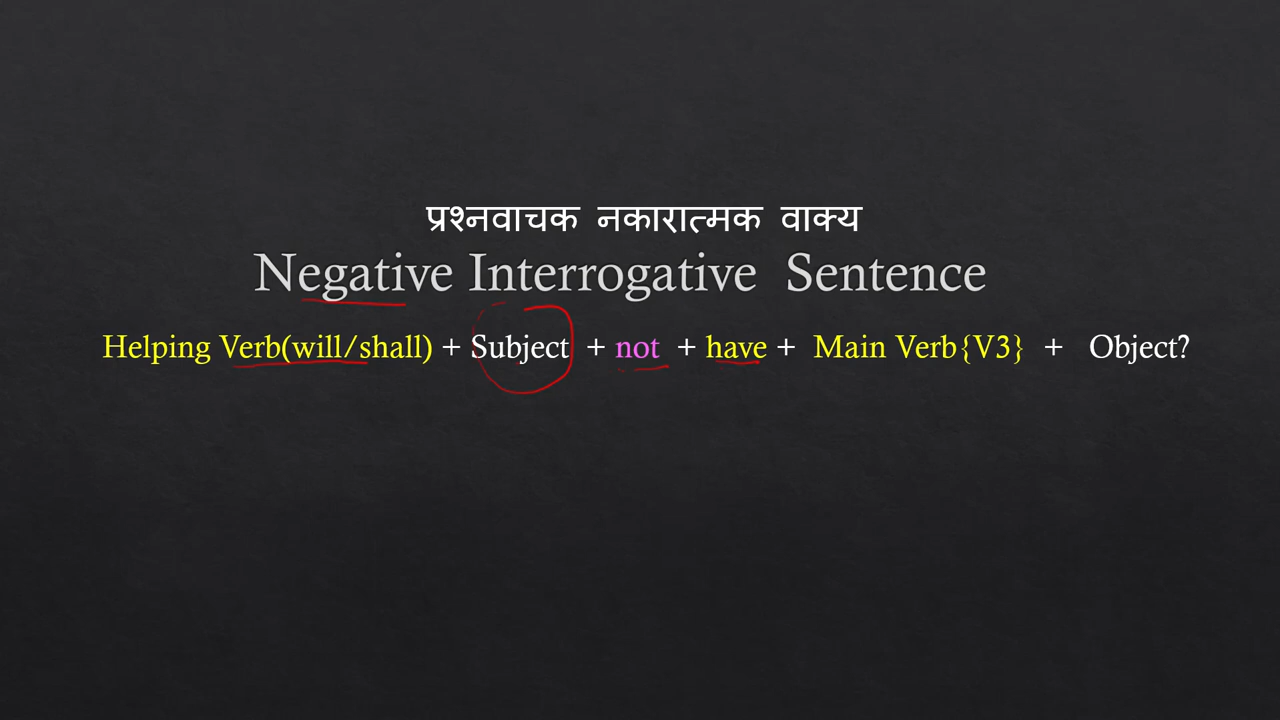 प्रश्नवाचक नकारात्मक वाक्य
Negative Interrogative Sentence
Helping Verb(will/shall) + Subject + not + have + Main Verb{V3} + Object?